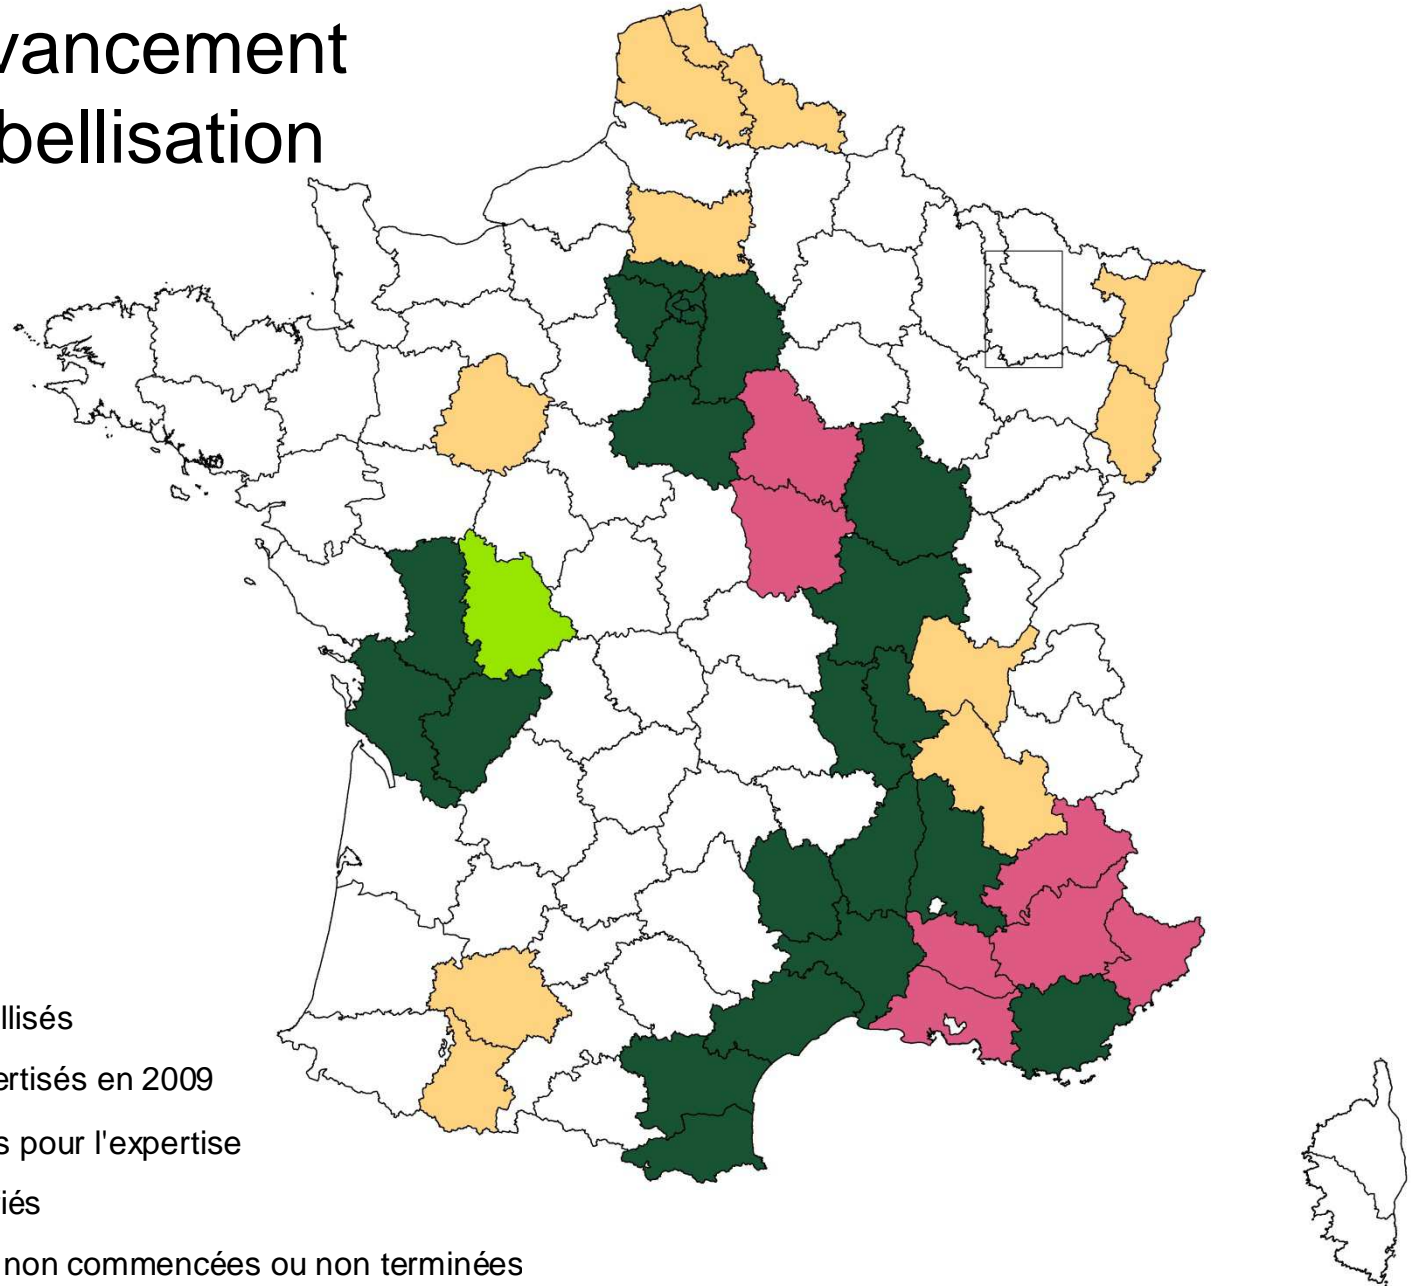 vancement
bellisation
llisés
ertisés en 2009
s pour l'expertise
iés
non commencées ou non terminées